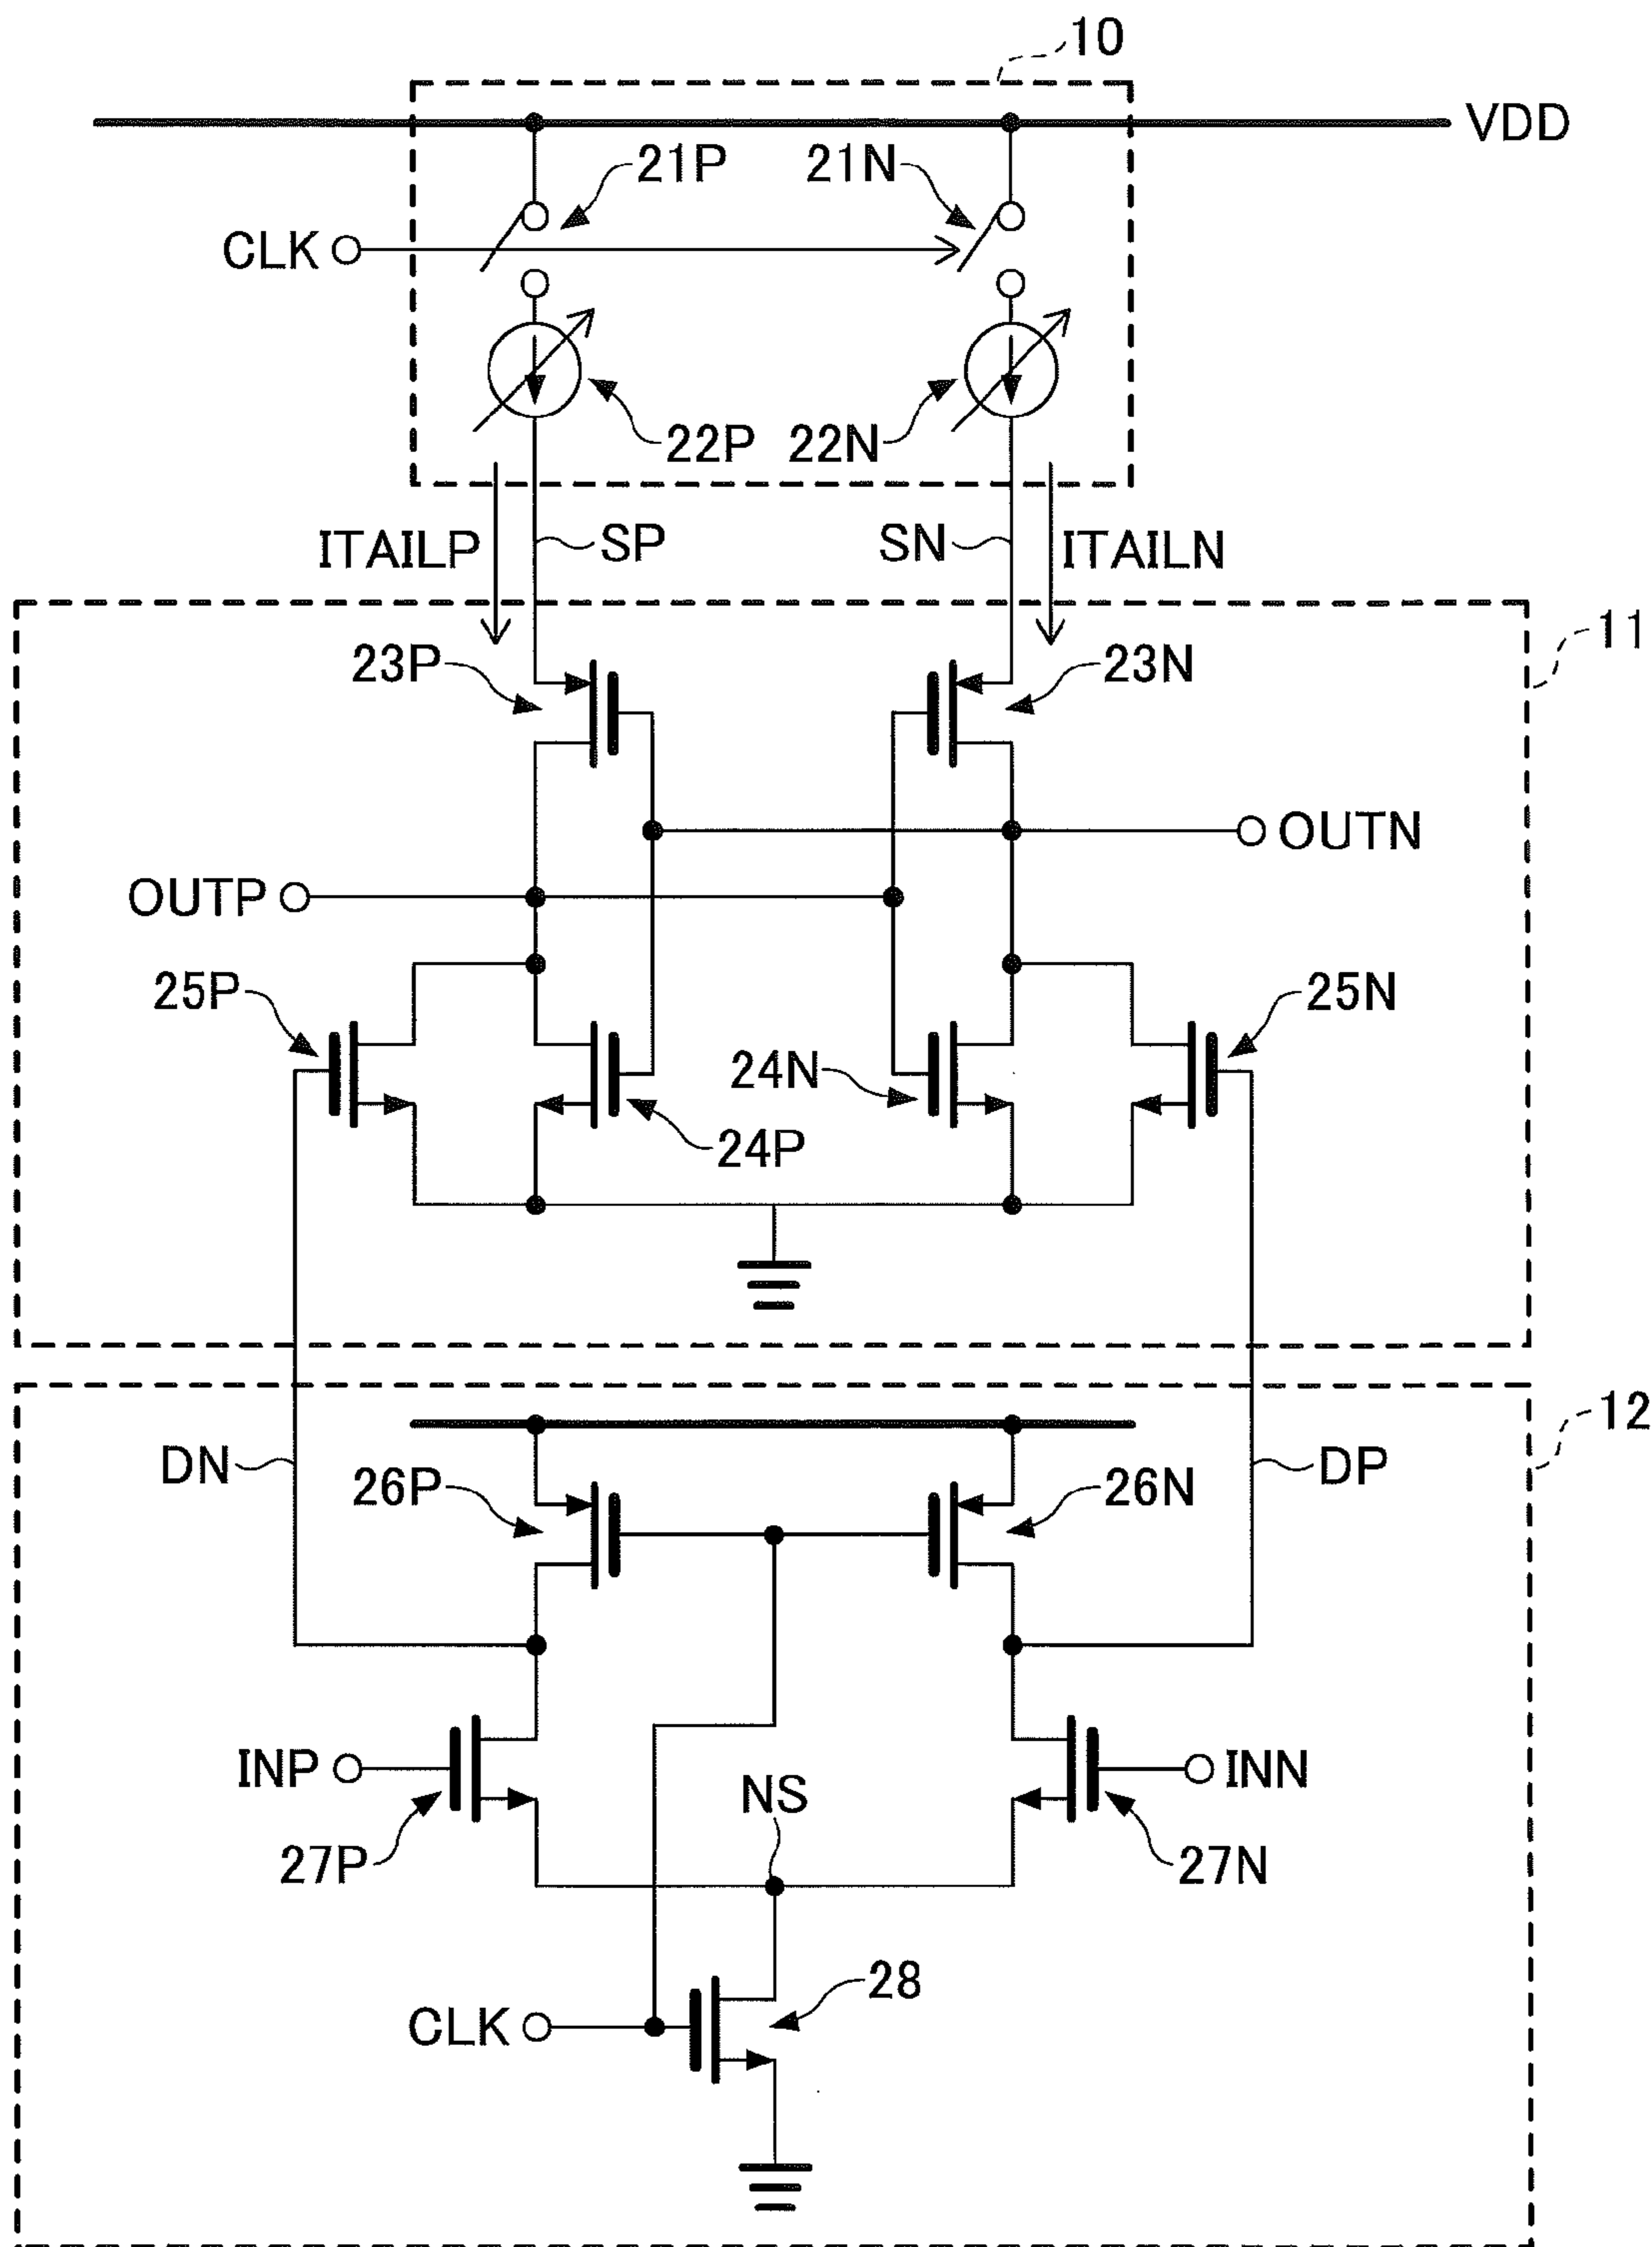 10
VDD
21P
21N
CLK
22P
22N
ITAILP
SP
SN
ITAILN
11
23P
23N
OUTN
OUTP
25P
25N
24N
24P
12
DN
DP
26P
26N
INP
INN
NS
27P
27N
28
CLK